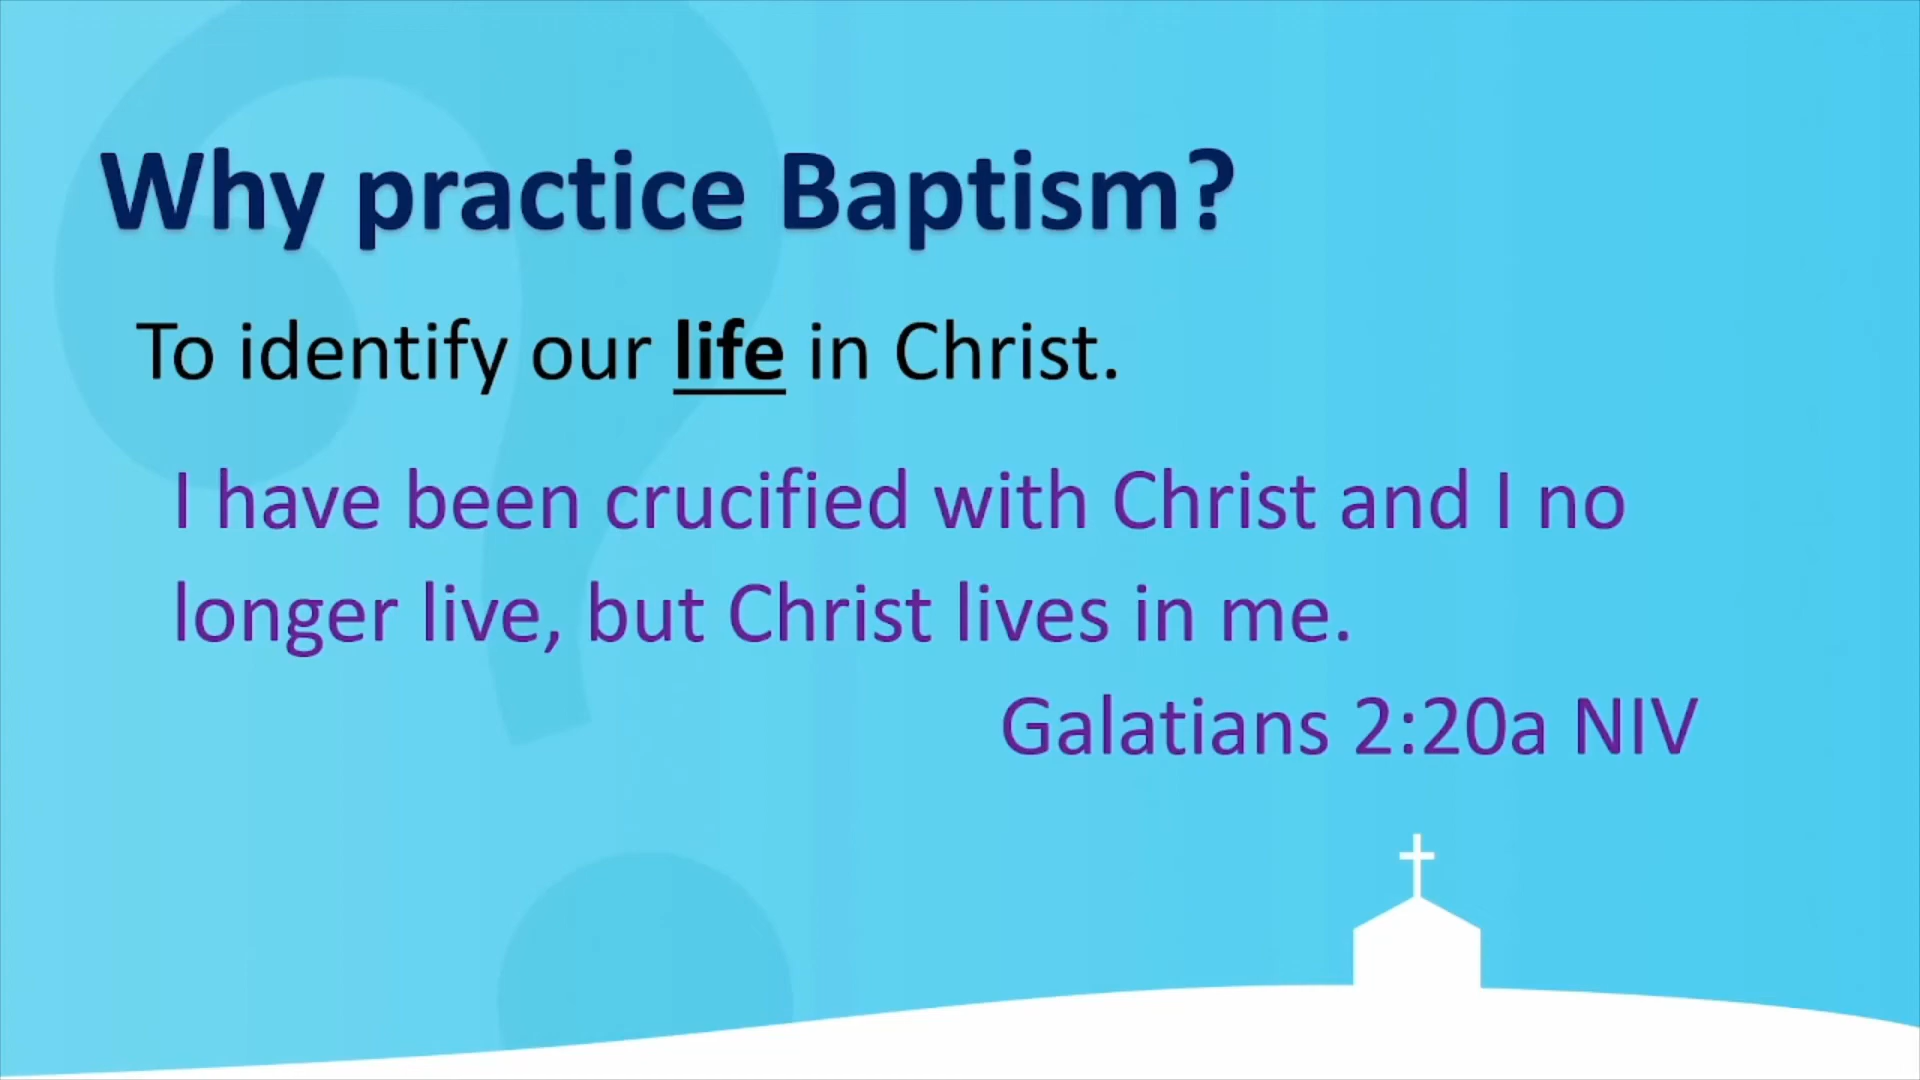 Why practice Baptism?
To identify our life in Christ.
I have been crucified with Christ and I no
longer live, but Christ lives in me.
Galatians 2:20a NIV